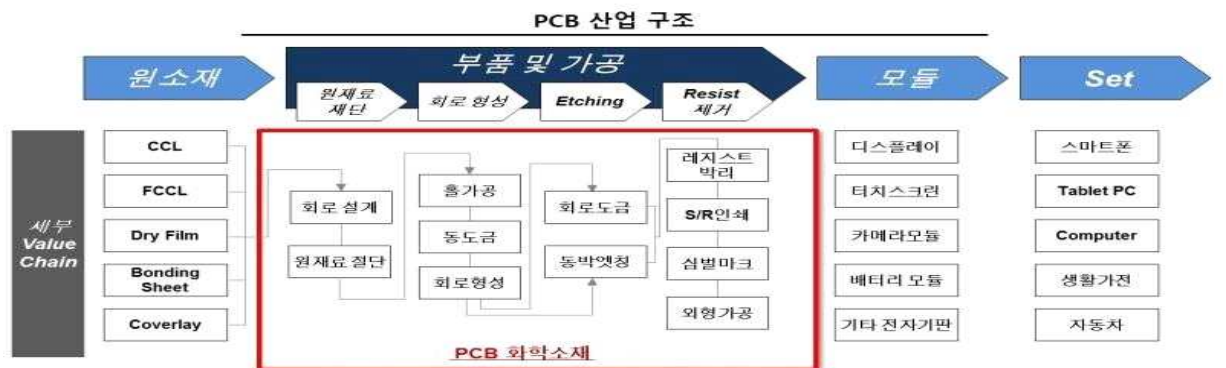 PCB 산업 구조
원소재
부품 및 가공
원재료
재단
회로 형성
Etching
Resist
제거
모듈
Set
세부
Value
Chain
CCL
FCCL
Dry Film
Bonding
Sheet
Coverlay
회로 설계
원재료 절단
홀가공
동도금
회로형성
회로도금
동박엣칭
레지스트
박리
S/R인쇄
심벌마크
외형가공
PCB 화학소재
디스플레이
터치스크린
카메라모듈
배터리 모듈
기타 전자기판
스마트폰
Tablet PC
Computer
생활가전
자동차